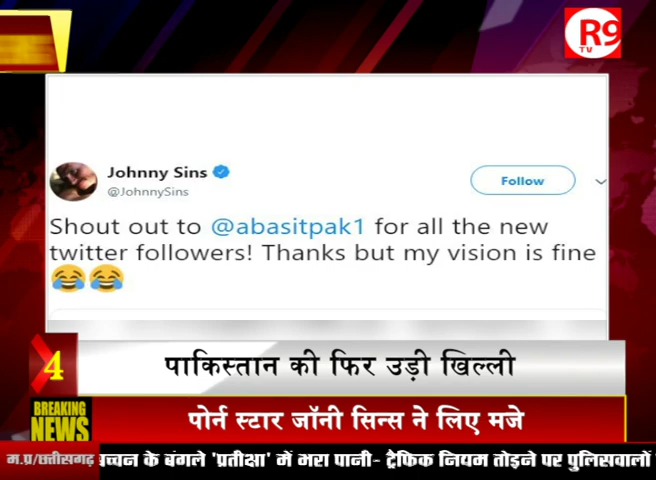 R9
TV
Johnny Sins
@JohnnySins
Follow
Shout out to @abasitpak1 for all the new
twitter followers! Thanks but my vision is fine
😂😂
4
पाकिस्तान की फिर उड़ी खिल्ली
BREAKING
NEWS
पोर्न स्टार जॉनी सिन्स ने लिए मजे
म.प्र/छत्तीसगढ़ च्चन के बंगले 'प्रतीक्षा' में भरा पानी- ट्रैफिक नियम तोड़ने पर पुलिसवालों